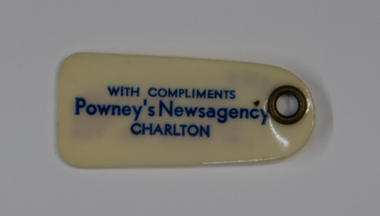 WITH COMPLIMENTS
Powney's Newsagency
CHARLTON